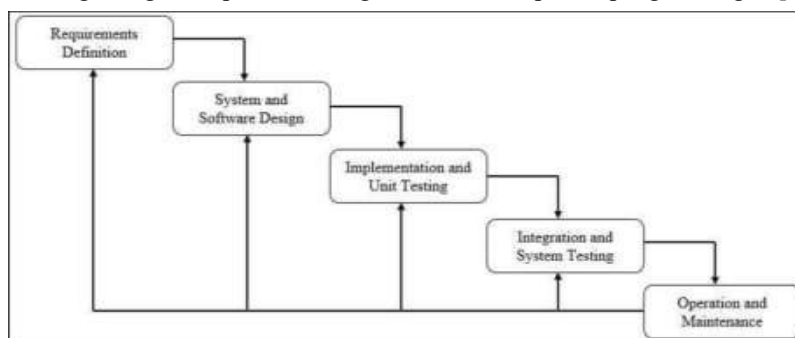 Requirements
Definition
System and
Software Design
Implementation and
Unit Testing
Integration and
System Testing
Operation and
Maintenance